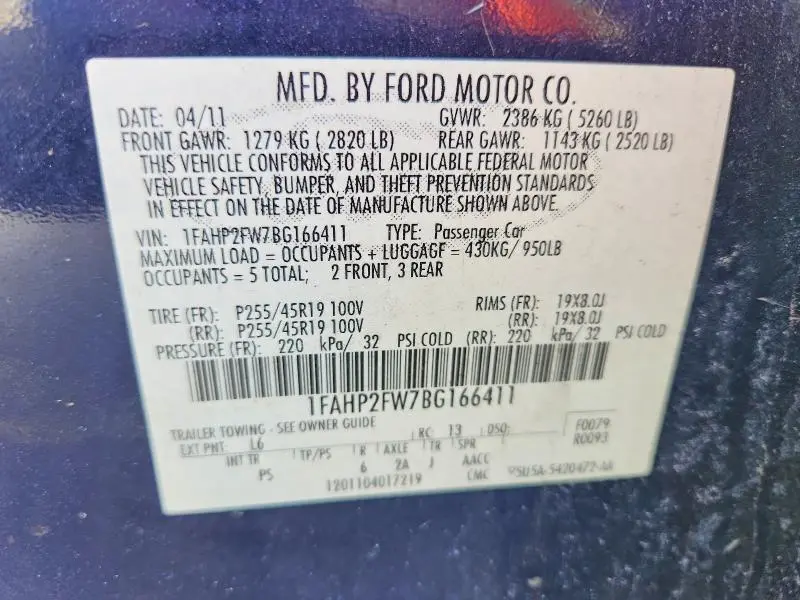 MFD. BY FORD MOTOR CO.
DATE: 04/11 GVWR: 2386 KG ( 5260 LB)
FRONT GAWR: 1279 KG ( 2820 LB) REAR GAWR: 1143 KG ( 2520 LB)
THIS VEHICLE CONFORMS TO ALL APPLICABLE FEDERAL MOTOR
VEHICLE SAFETY, BUMPER, AND THEFT PREVENTION STANDARDS
IN EFFECT ON THE DATE OF MANUFACTURE SHOWN ABOVE.
VIN: 1FAHP2FW7BG166411 TYPE: Passenger Car
MAXIMUM LOAD = OCCUPANTS + LUGGAGE = 430KG/ 950LB
OCCUPANTS = 5 TOTAL; 2 FRONT, 3 REAR
TIRE (FR): P255/45R19 100V RIMS (FR): 19X8.0J
(RR): P255/45R19 100V (RR): 19X8.0J
PRESSURE (FR): 220 kPa/ 32 PSI COLD (RR): 220 kPa/ 32 PSI COLD
1FAHP2FW7BG166411
TRAILER TOWING - SEE OWNER GUIDE RC: 13 DSO: F0079
EXT PNT: L6 R0093
INT TR TP/PS R AXLE TR SPR
PS 6 2A J AACC
1201104017219 CMC 5U5A-5420472-AA